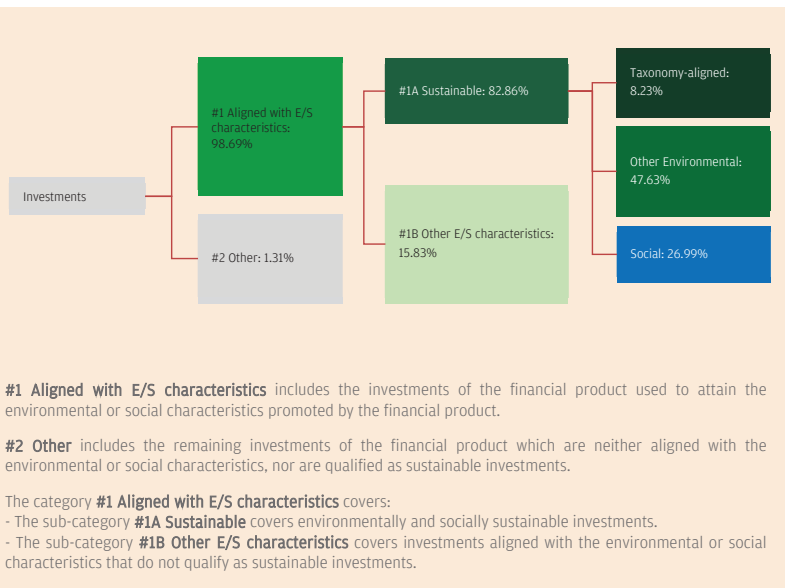 Investments
#1 Aligned with E/S
characteristics:
98.69%
#2 Other: 1.31%
#1A Sustainable: 82.86%
#1B Other E/S characteristics:
15.83%
Taxonomy-aligned:
8.23%
Other Environmental:
47.63%
Social: 26.99%
#1 Aligned with E/S characteristics includes the investments of the financial product used to attain the
environmental or social characteristics promoted by the financial product.
#2 Other includes the remaining investments of the financial product which are neither aligned with the
environmental or social characteristics, nor are qualified as sustainable investments.
The category #1 Aligned with E/S characteristics covers:
- The sub-category #1A Sustainable covers environmentally and socially sustainable investments.
- The sub-category #1B Other E/S characteristics covers investments aligned with the environmental or social
characteristics that do not qualify as sustainable investments.